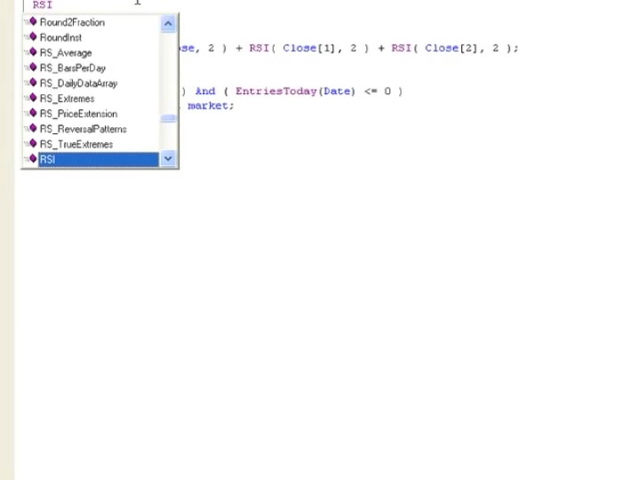 RSI
Round2Fraction
RoundInst
RS_Average
RS_BarsPerDay
RS_DailyDataArray
RS_Extremes
RS_PriceExtension
RS_ReversalPatterns
RS_TrueExtremes
RSI
se, 2 ) + RSI( Close[1], 2 ) + RSI( Close[2], 2 );
) And ( EntriesToday(Date) <= 0 )
market;